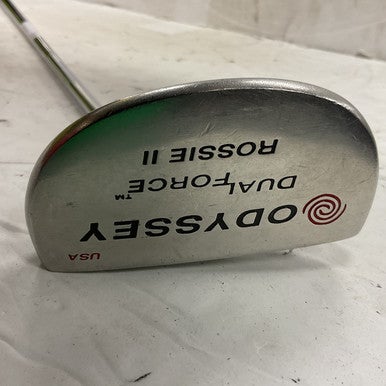 USA
ODYSSEY
DUAL FORCE™
ROSSIE II